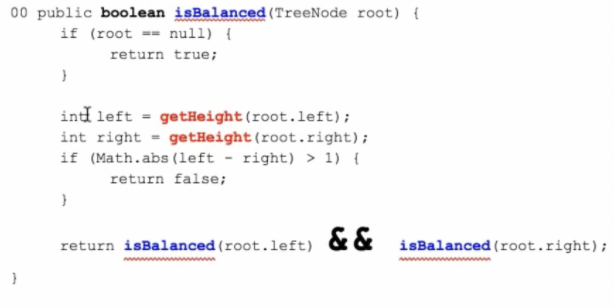 00 public boolean isBalanced(TreeNode root) {
if (root == null) {
return true;
}
int left = getHeight(root.left);
int right = getHeight(root.right);
if (Math.abs(left - right) > 1) {
return false;
}
return isBalanced(root.left) && isBalanced(root.right);
}